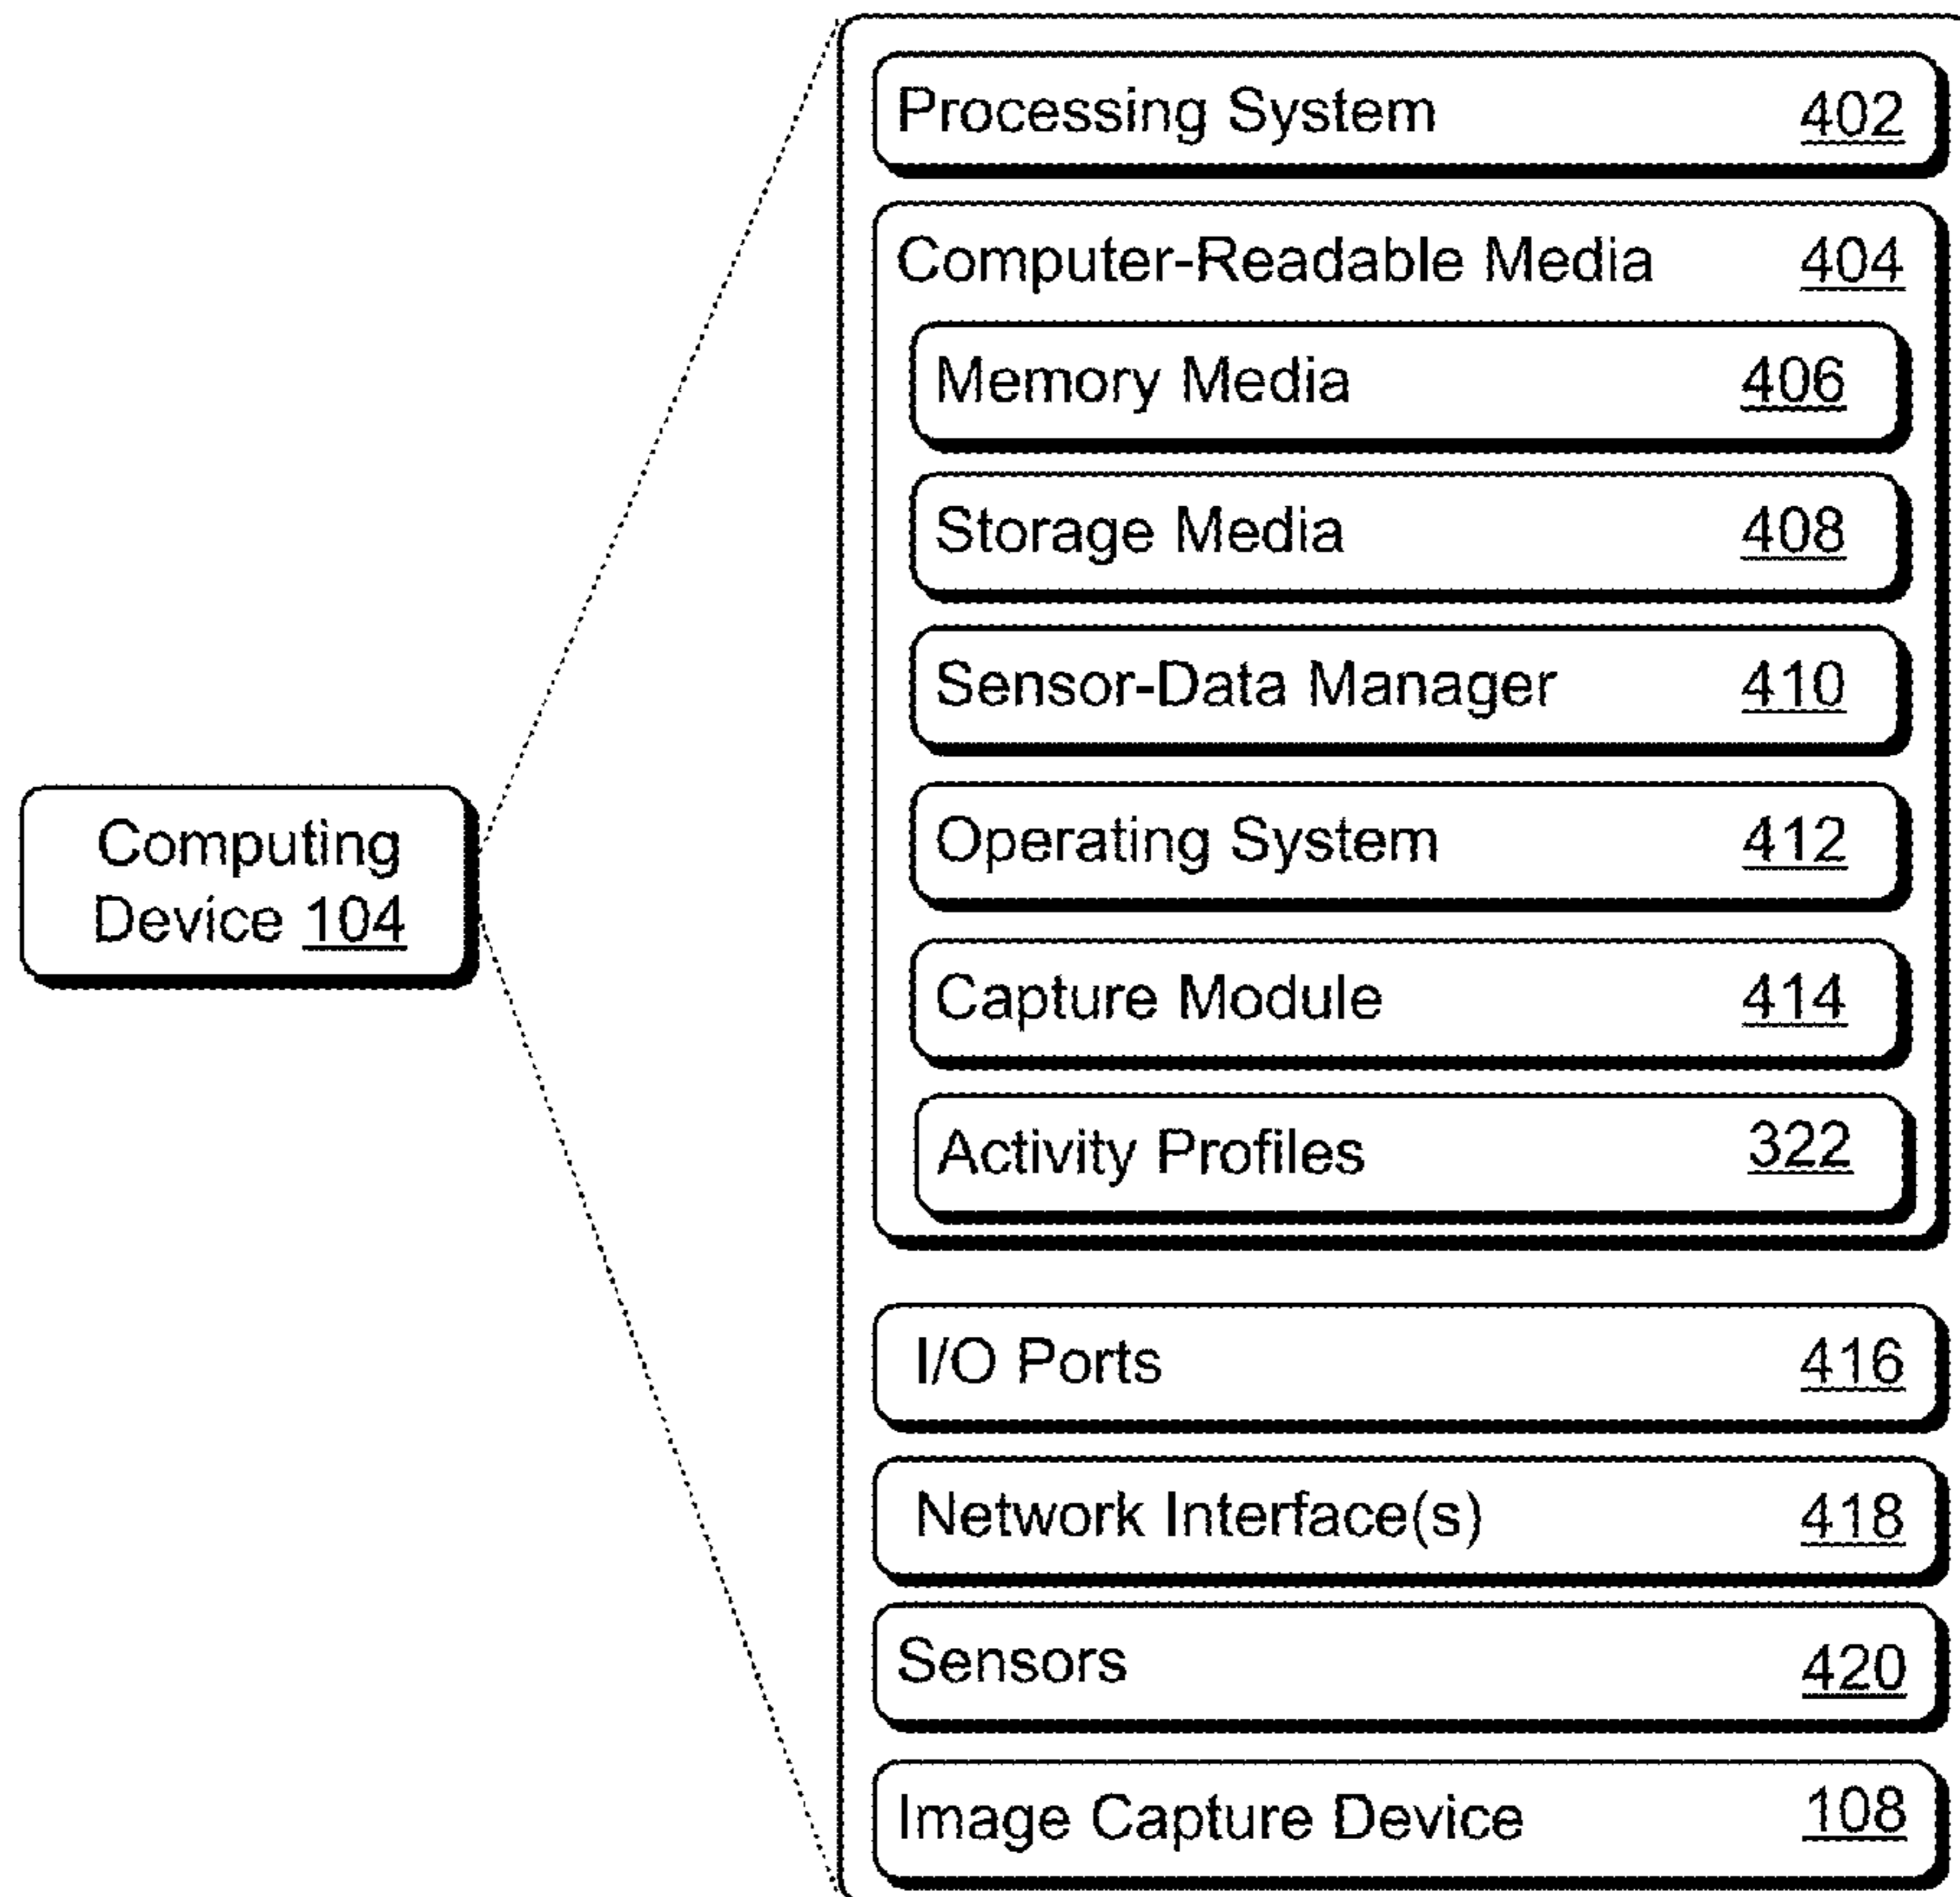 Processing System 402
Computer-Readable Media 404
Memory Media 406
Storage Media 408
Sensor-Data Manager 410
Operating System 412
Computing
Device 104
Capture Module 414
Activity Profiles 322
I/O Ports 416
Network Interface(s) 418
Sensors 420
Image Capture Device 108